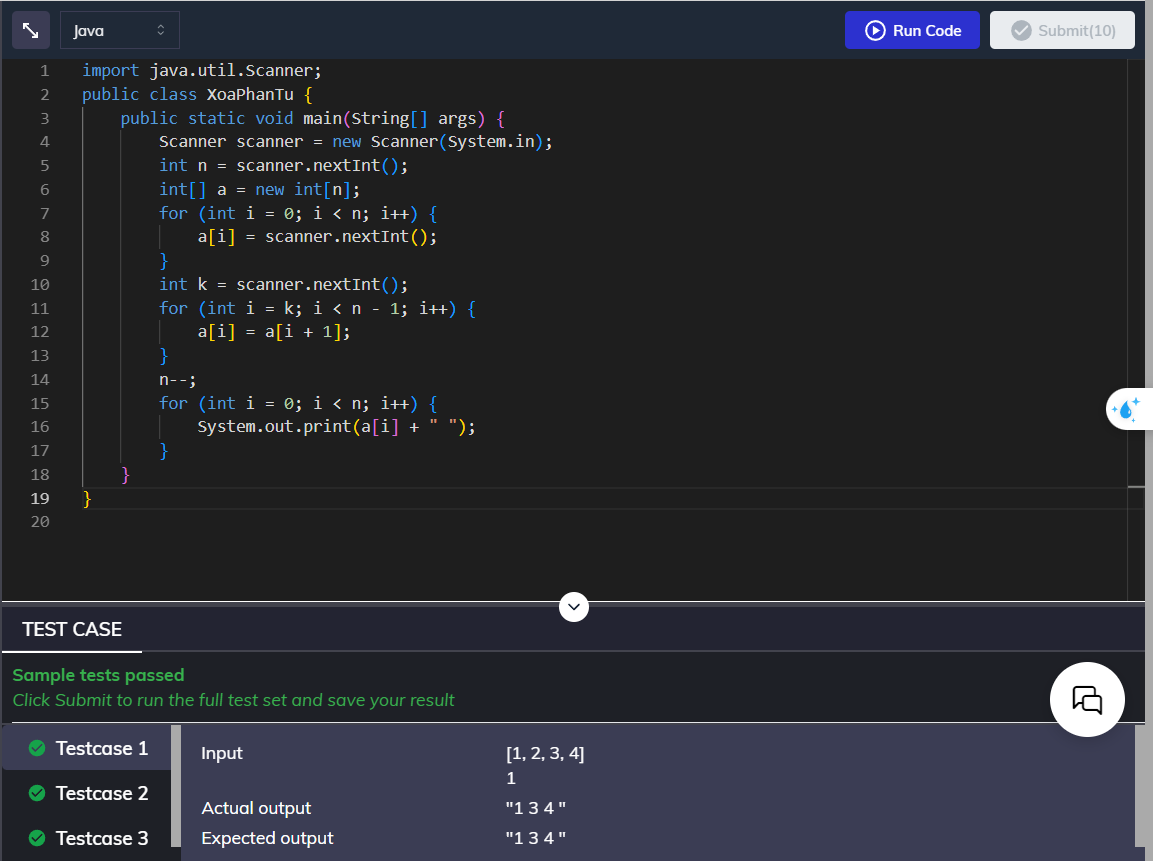 Java
Run Code
Submit(10)
1 import java.util.Scanner;
2 public class XoaPhanTu {
3     public static void main(String[] args) {
4         Scanner scanner = new Scanner(System.in);
5         int n = scanner.nextInt();
6         int[] a = new int[n];
7         for (int i = 0; i < n; i++) {
8             a[i] = scanner.nextInt();
9         }
10         int k = scanner.nextInt();
11         for (int i = k; i < n - 1; i++) {
12             a[i] = a[i + 1];
13         }
14         n--;
15         for (int i = 0; i < n; i++) {
16             System.out.print(a[i] + " ");
17         }
18     }
19 }
20
TEST CASE
Sample tests passed
Click Submit to run the full test set and save your result
Testcase 1
Testcase 2
Testcase 3
Input [1, 2, 3, 4]
1
Actual output "1 3 4 "
Expected output "1 3 4 "